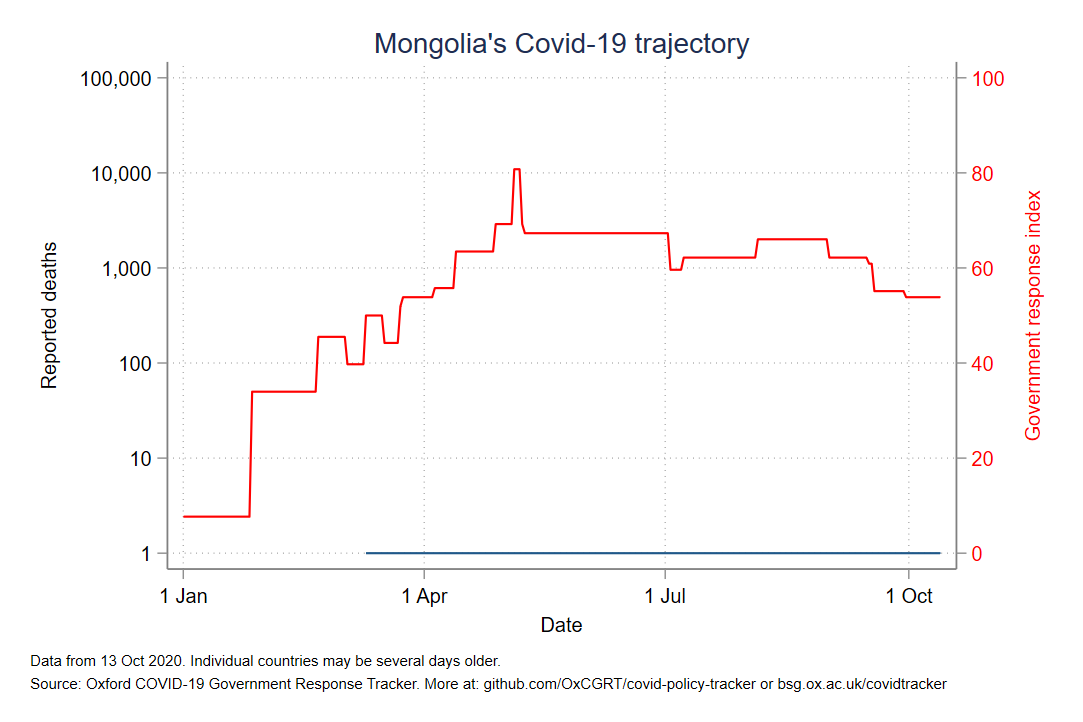 Mongolia's Covid-19 trajectory
100,000
10,000
1,000
100
10
1
Reported deaths
100
80
60
40
20
0
Government response index
1 Jan
1 Apr
1 Jul
1 Oct
Date
Data from 13 Oct 2020. Individual countries may be several days older.
Source: Oxford COVID-19 Government Response Tracker. More at: github.com/OxCGRT/covid-policy-tracker or bsg.ox.ac.uk/covidtracker